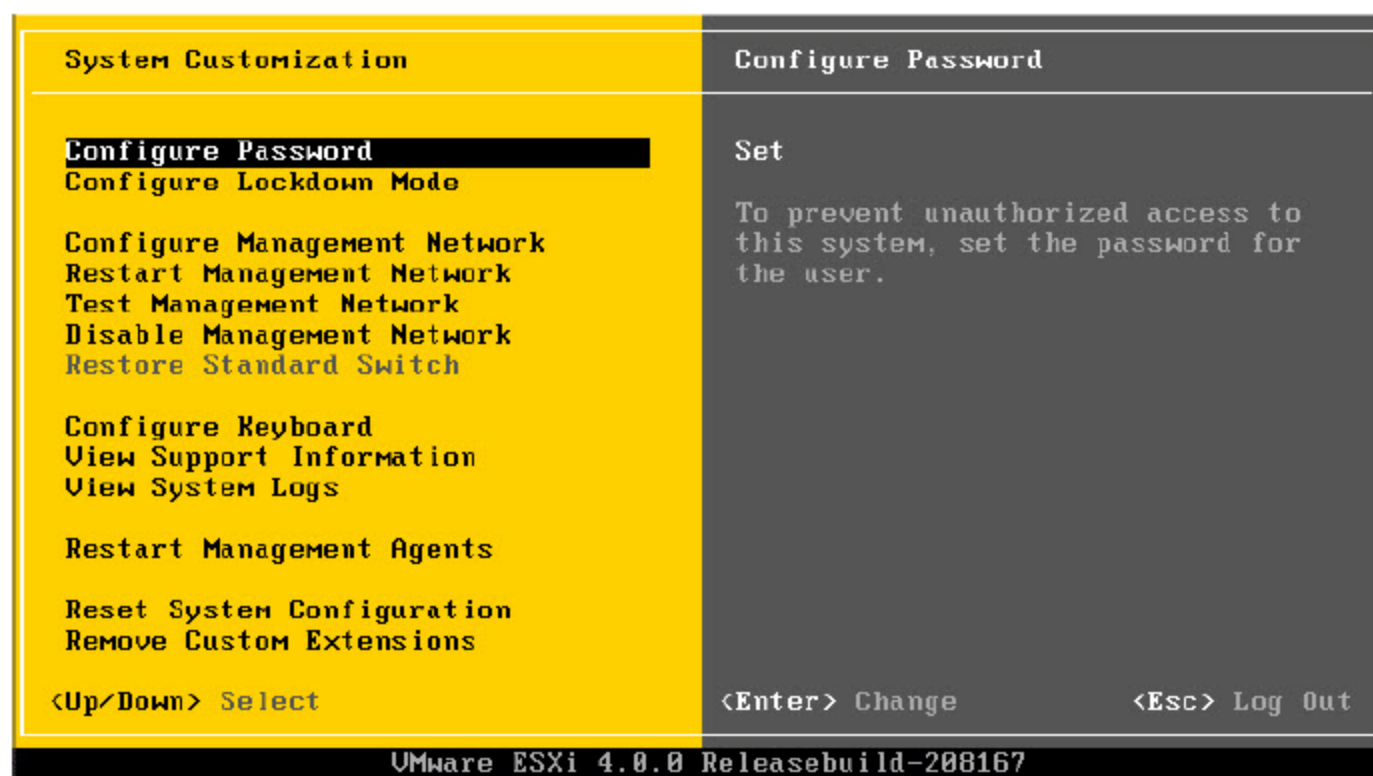 System Customization
Configure Password
Configure Password
Configure Lockdown Mode
Configure Management Network
Restart Management Network
Test Management Network
Disable Management Network
Restore Standard Switch
Configure Keyboard
View Support Information
View System Logs
Restart Management Agents
Reset System Configuration
Remove Custom Extensions
Set
To prevent unauthorized access to
this system, set the password for
the user.
<Up/Down> Select
<Enter> Change
<Esc> Log Out
VMware ESXi 4.0.0 Releasebuild-208167